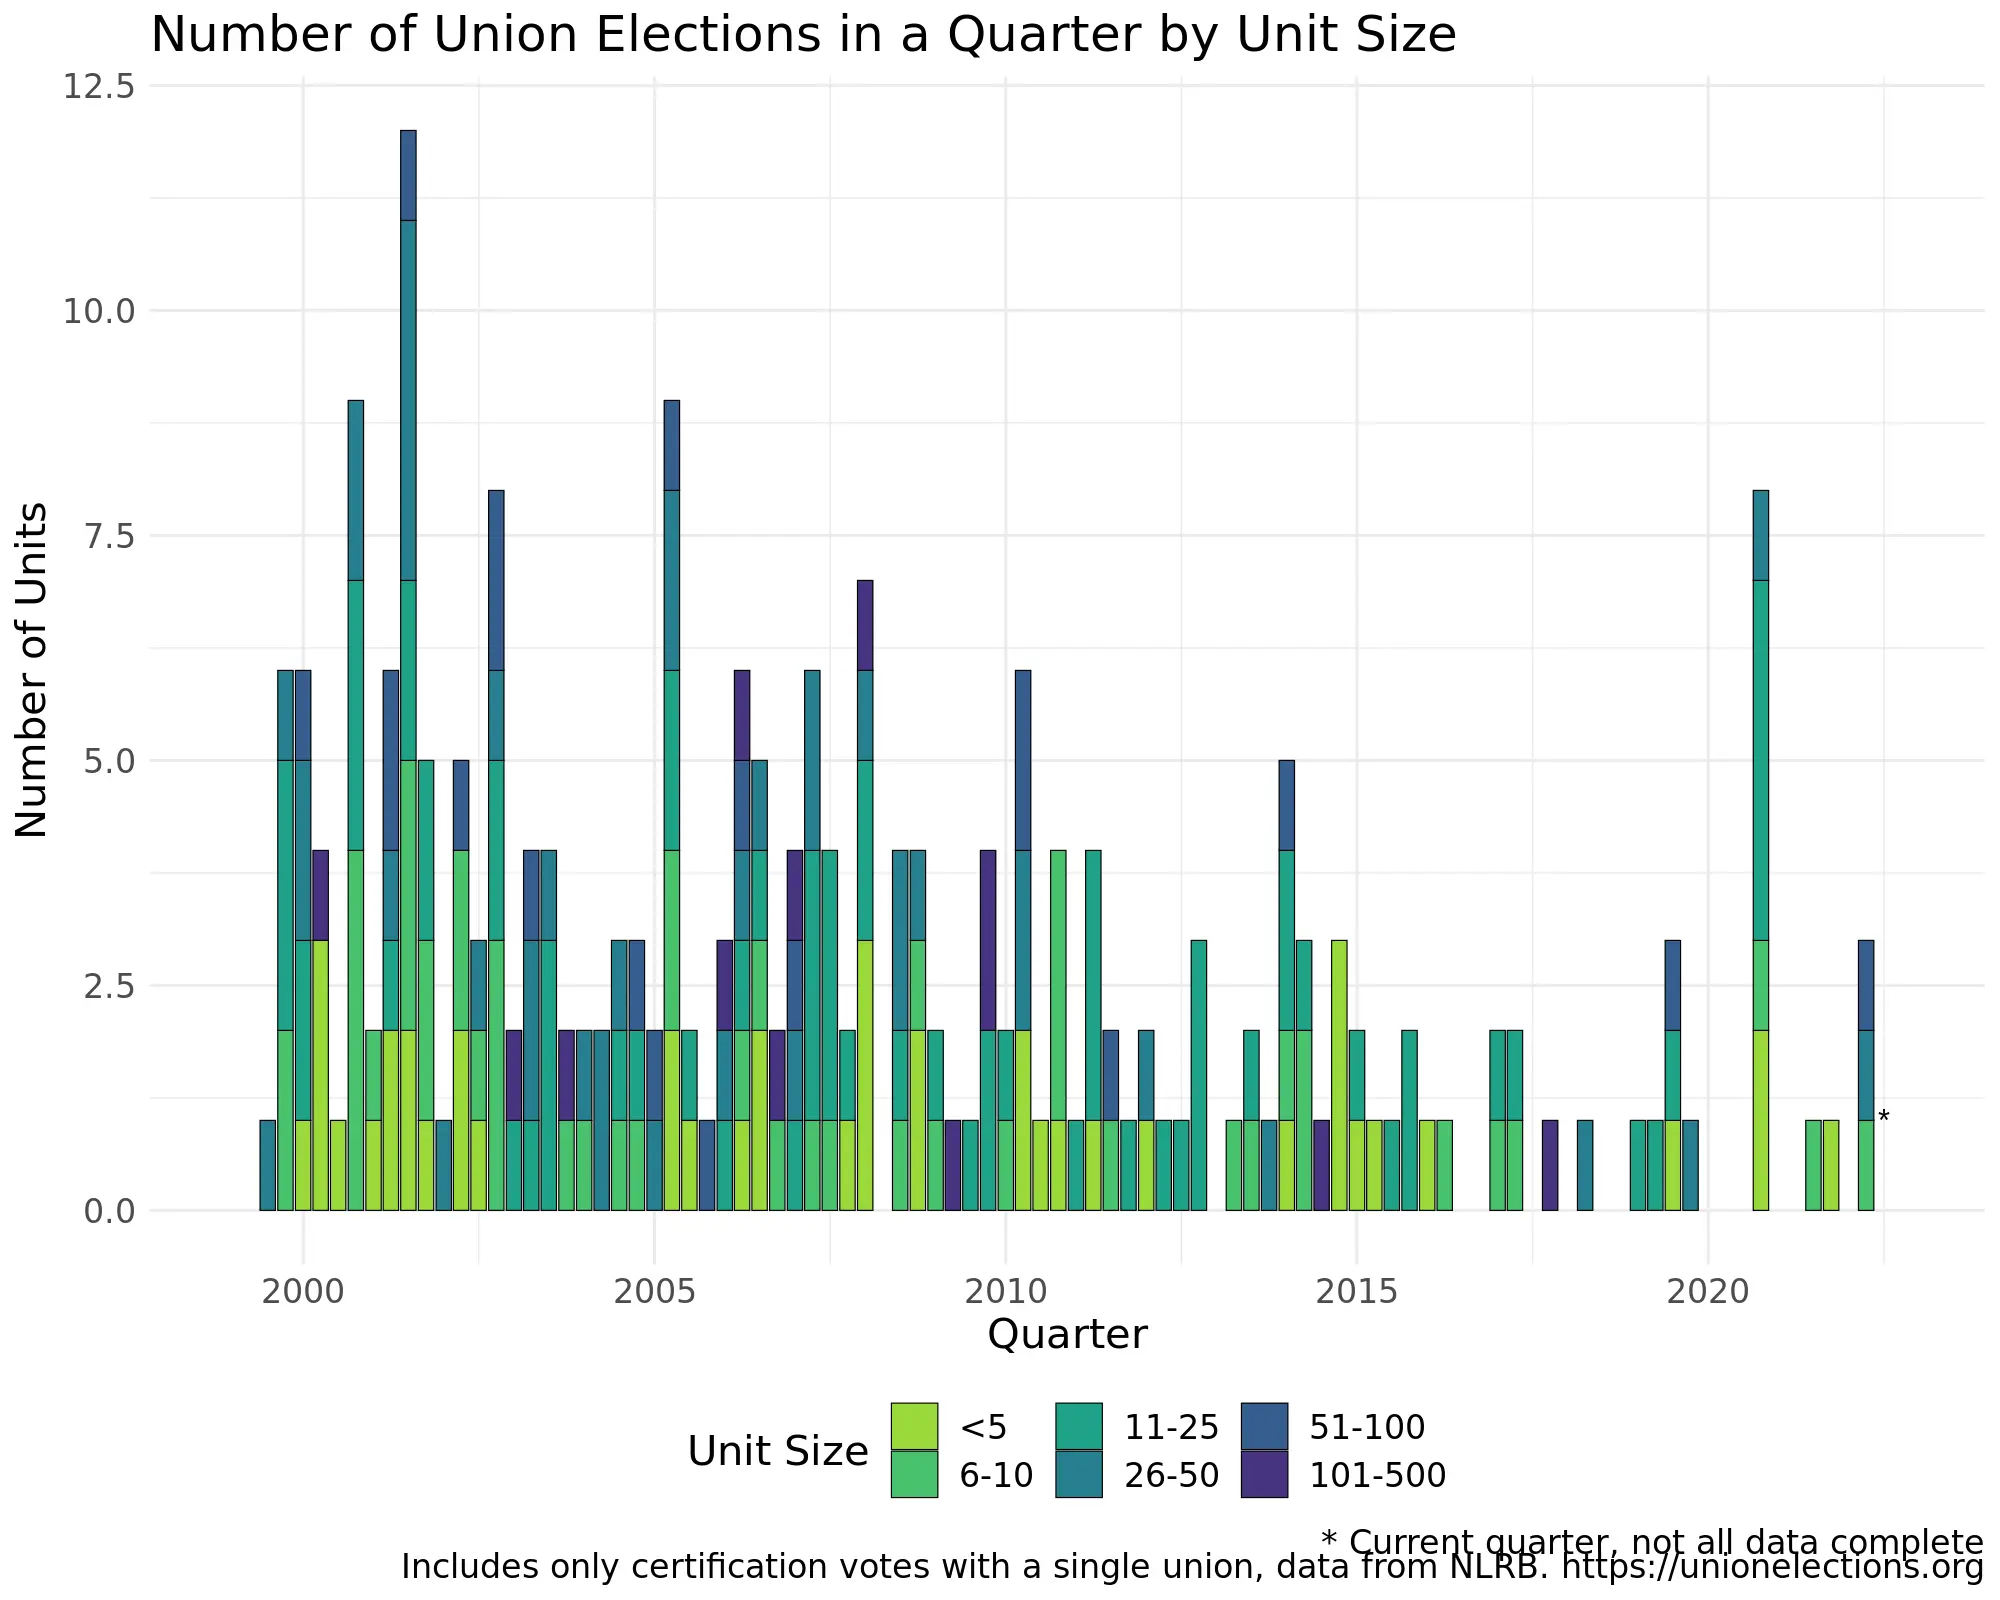 Number of Union Elections in a Quarter by Unit Size
12.5
10.0
7.5
5.0
2.5
0.0
Number of Units
*
2000 2005 2010 2015 2020
Quarter
Unit Size
<5 11-25 51-100
6-10 26-50 101-500
* Current quarter, not all data complete
Includes only certification votes with a single union, data from NLRB. https://unionelections.org